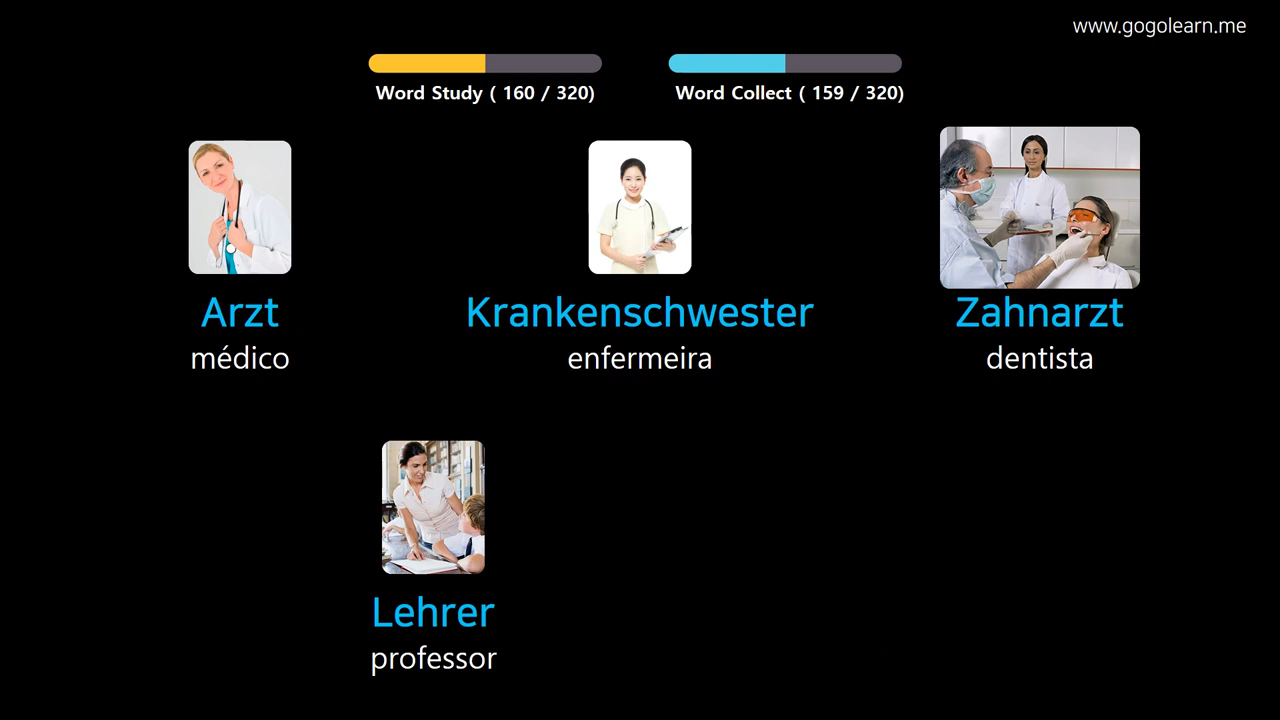 www.gogolearn.me
Word Study ( 160 / 320)
Word Collect ( 159 / 320)
Arzt
médico
Krankenschwester
enfermeira
Zahnarzt
dentista
Lehrer
professor